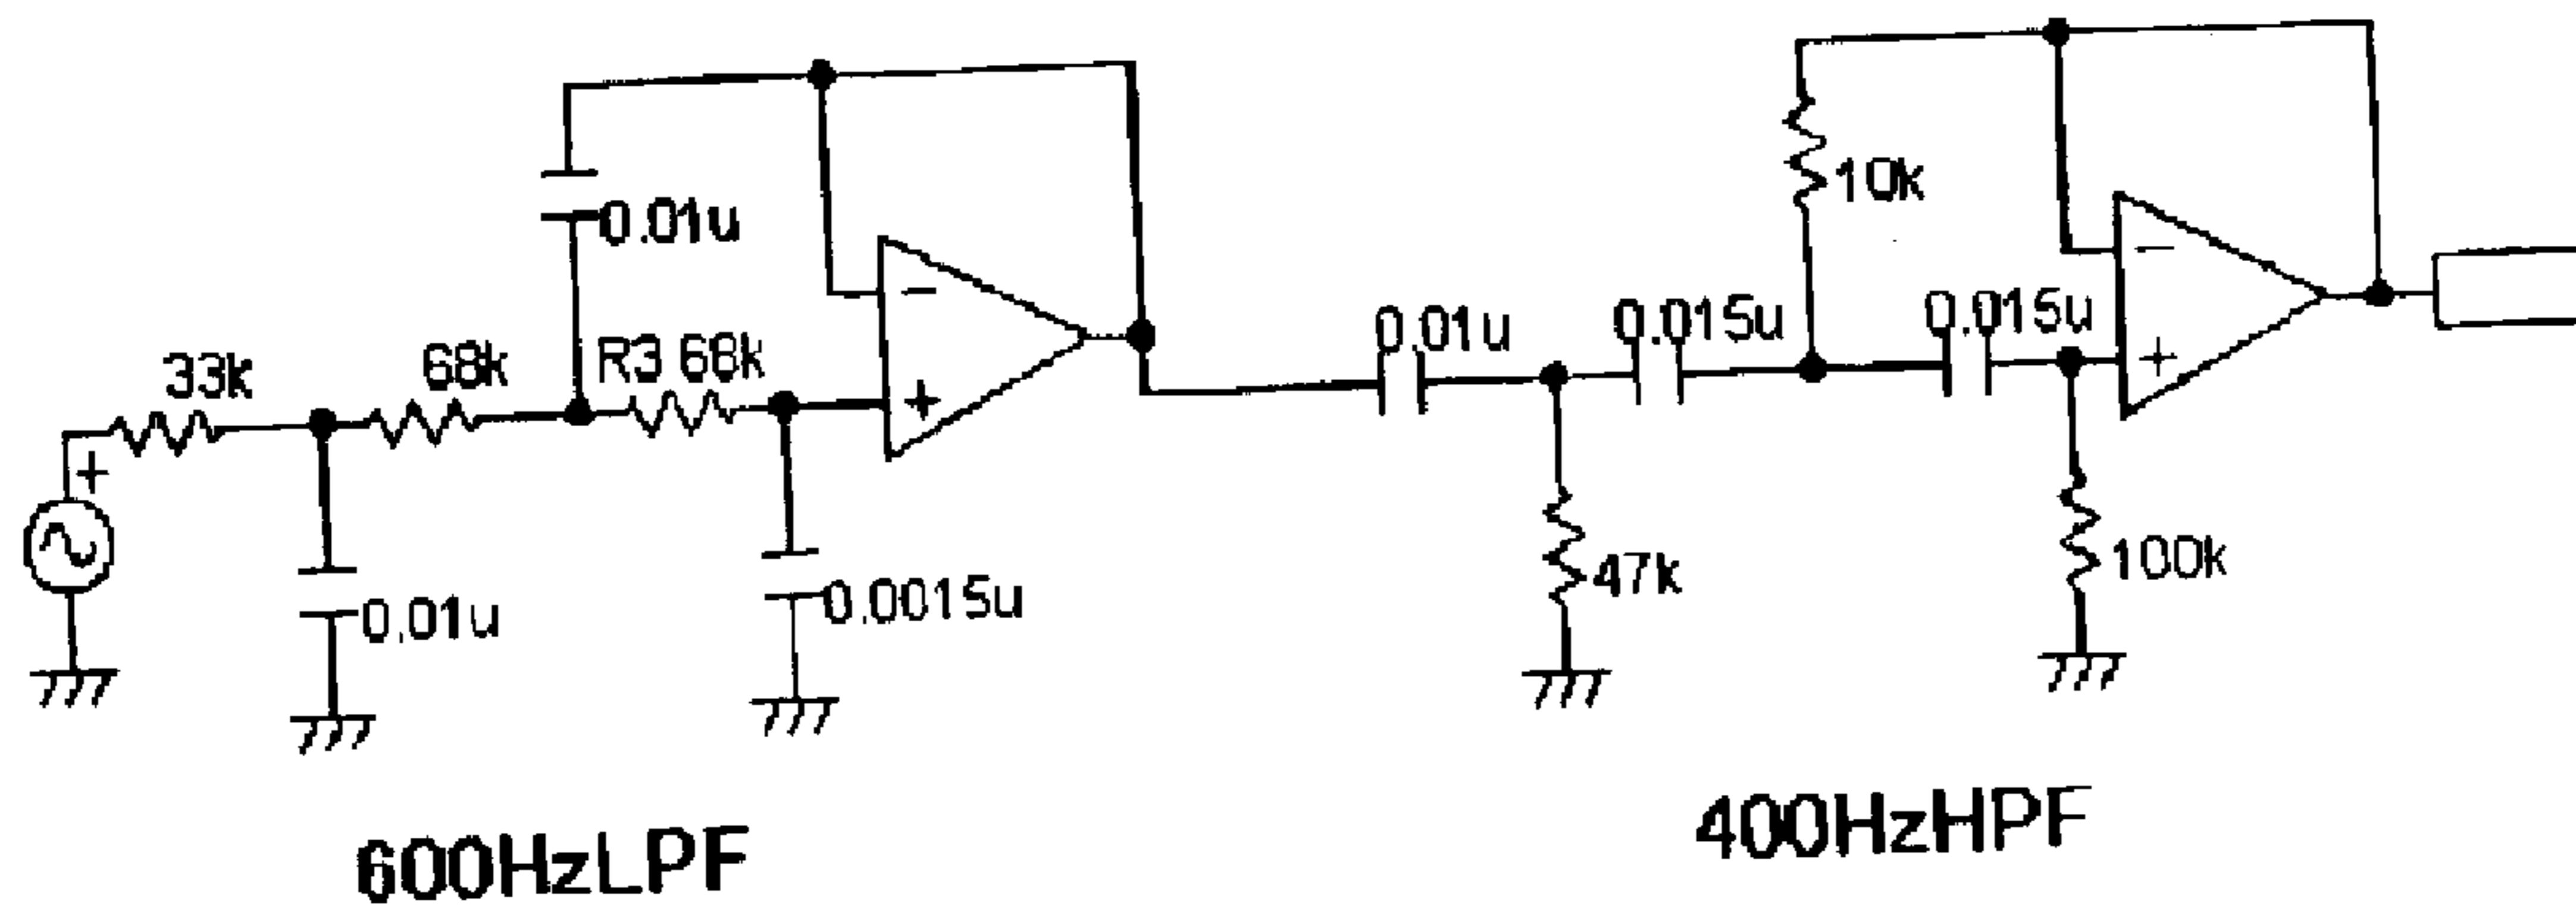 10k
0.01u
0.015u
0.015u
0.01u
33k
68k
R3 68k
+
−
+
−
+
47k
100k
0.01u
0.0015u
600HzLPF
400HzHPF